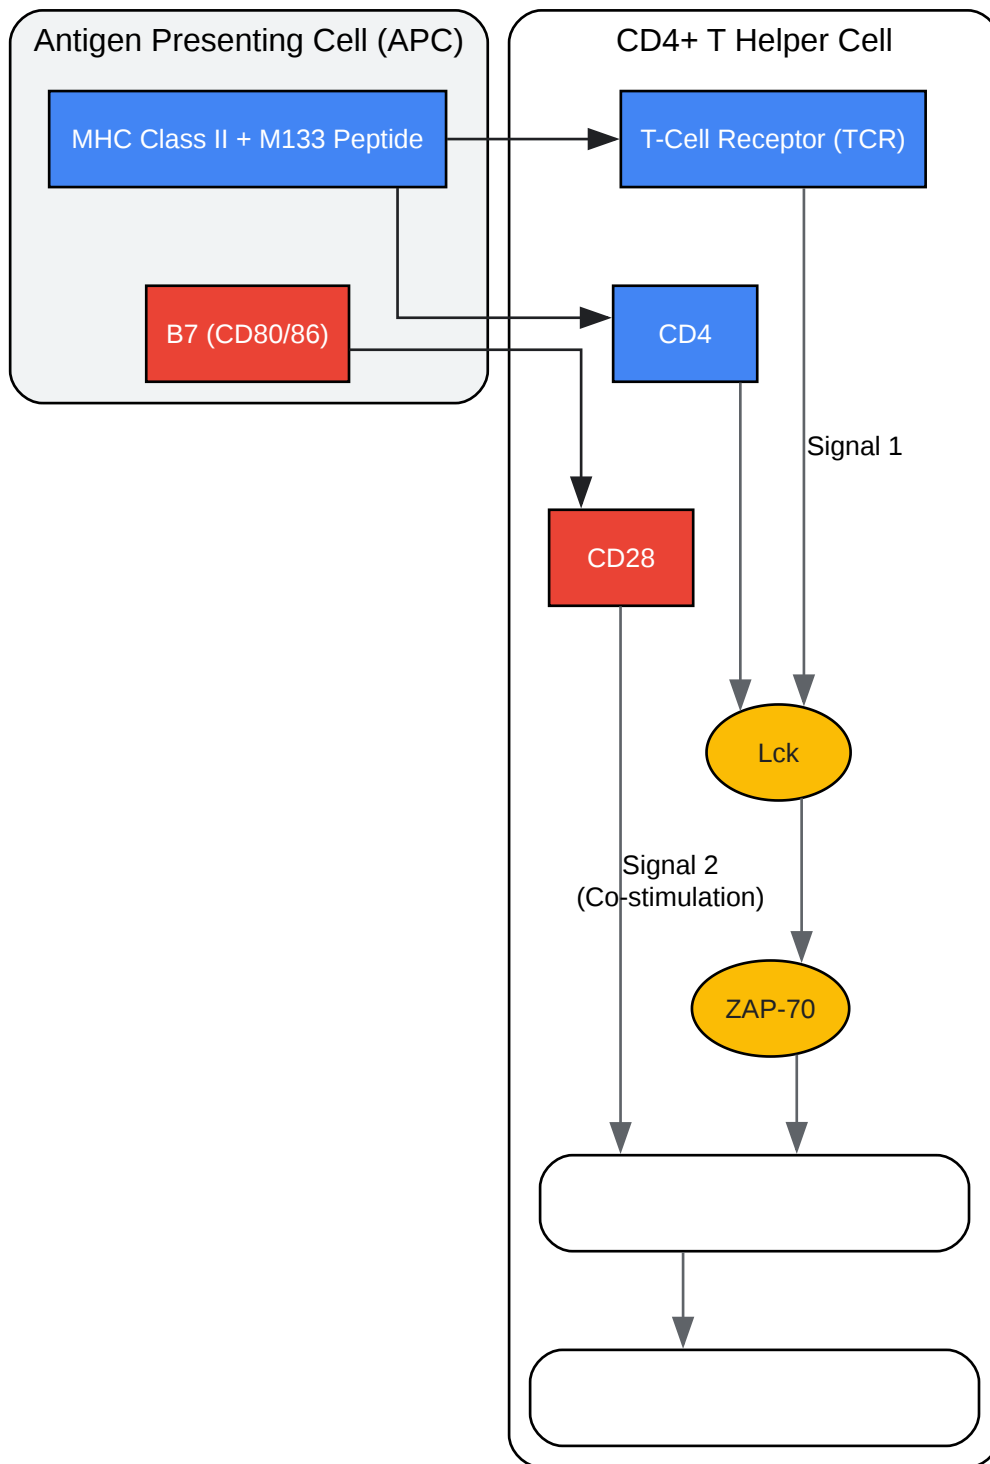 Antigen Presenting Cell (APC)
CD4+ T Helper Cell
MHC Class II + M133 Peptide
T-Cell Receptor (TCR)
B7 (CD80/86)
CD4
Signal 1
CD28
Lck
Signal 2
(Co-stimulation)
ZAP-70